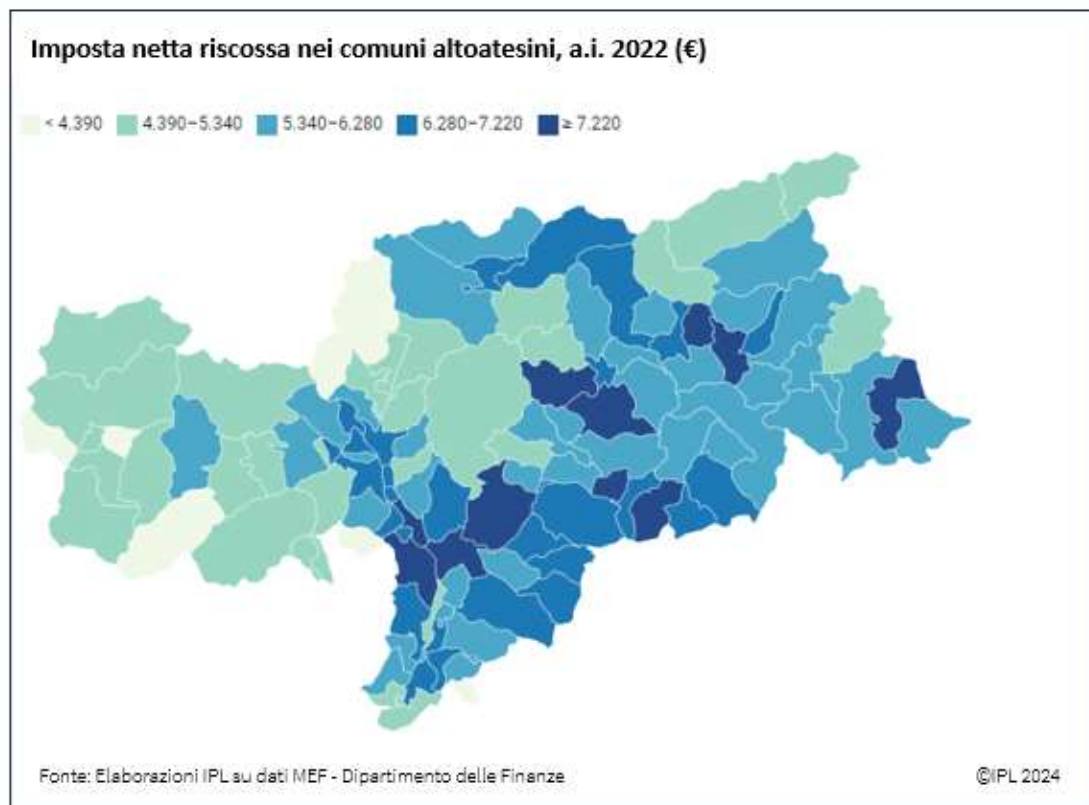 Imposta netta riscossa nei comuni altoatesini, a.i. 2022 (€)
< 4.390 4.390–5.340 5.340–6.280 6.280–7.220 ≥ 7.220
Fonte: Elaborazioni IPL su dati MEF - Dipartimento delle Finanze ©IPL 2024